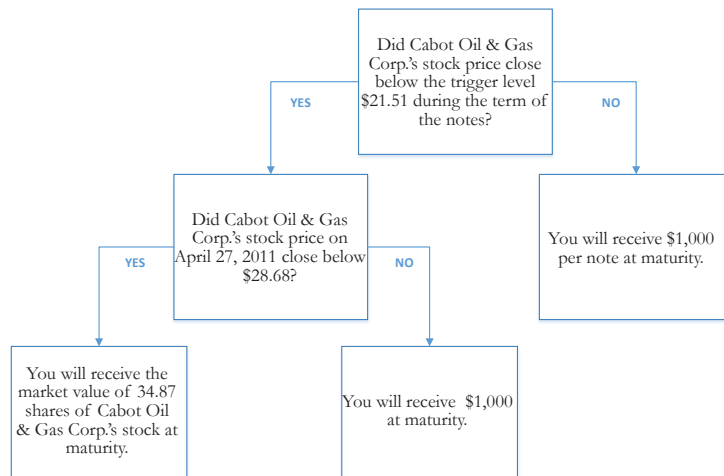 Did Cabot Oil & Gas
Corp.'s stock price close
below the trigger level
$21.51 during the term of
the notes?
YES
NO
Did Cabot Oil & Gas
Corp.'s stock price on
April 27, 2011 close below
$28.68?
You will receive $1,000
per note at maturity.
YES
NO
You will receive the
market value of 34.87
shares of Cabot Oil
& Gas Corp.'s stock at
maturity.
You will receive $1,000
at maturity.